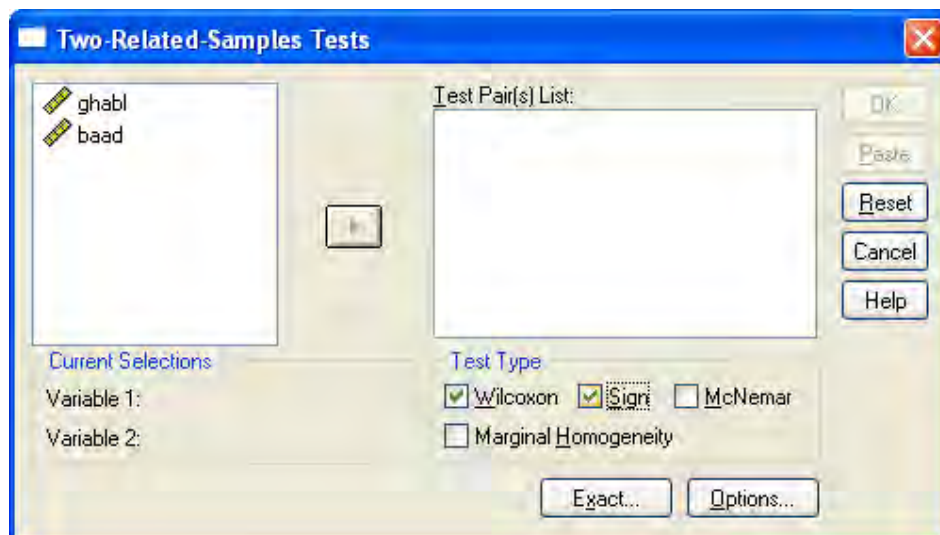 Two-Related-Samples Tests
ghabl
baad
Test Pair(s) List:
OK
Paste
Reset
Cancel
Help
Current Selections
Variable 1:
Variable 2:
Test Type
Wilcoxon
Sign
McNemar
Marginal Homogeneity
Exact...
Options...